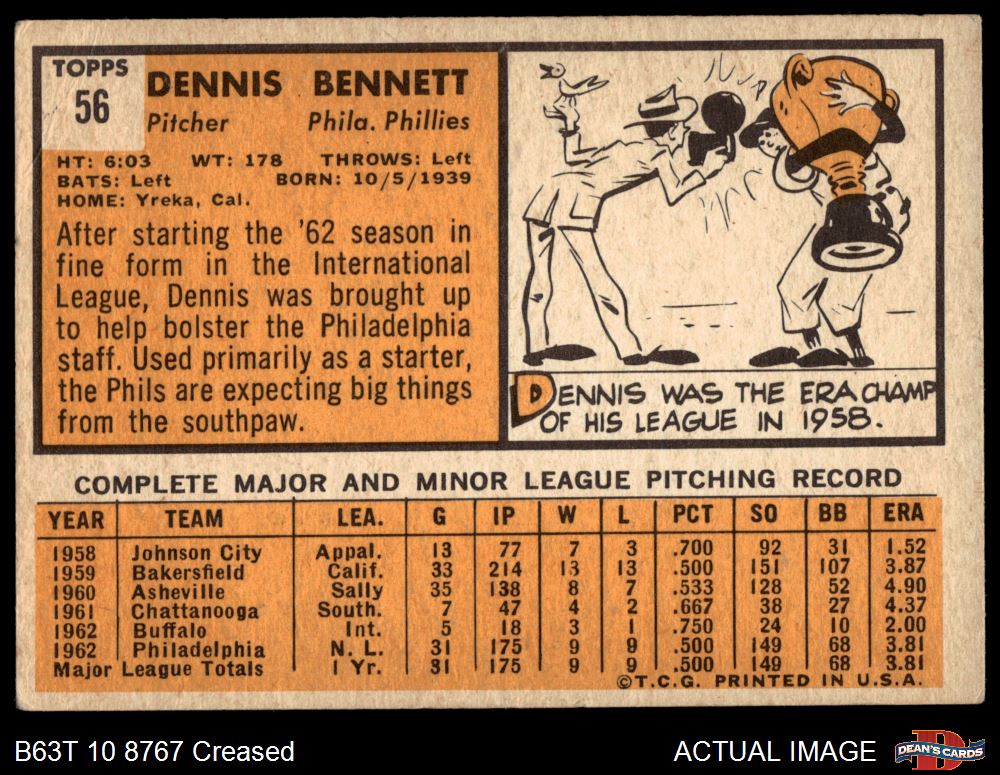 TOPPS
56
DENNIS BENNETT
Pitcher Phila. Phillies
HT: 6:03 WT: 178 THROWS: Left
BATS: Left BORN: 10/5/1939
HOME: Yreka, Cal.
After starting the '62 season in
fine form in the International
League, Dennis was brought up
to help bolster the Philadelphia
staff. Used primarily as a starter,
the Phils are expecting big things
from the southpaw.
DENNIS WAS THE ERA CHAMP
OF HIS LEAGUE IN 1958.
COMPLETE MAJOR AND MINOR LEAGUE PITCHING RECORD
YEAR TEAM LEA. G IP W L PCT SO BB ERA
1958 Johnson City Appal. 13 77 7 3 .700 92 31 1.52
1959 Bakersfield Calif. 33 214 13 13 .500 151 107 3.87
1960 Asheville Sally 35 138 8 7 .533 128 52 4.90
1961 Chattanooga South. 7 47 4 2 .667 38 27 4.37
1962 Buffalo Int. 5 18 3 1 .750 24 10 2.00
1962 Philadelphia N. L. 31 175 9 9 .500 149 68 3.81
Major League Totals 1 Yr. 31 175 9 9 .500 149 68 3.81
©T.C.G. PRINTED IN U.S.A.
B63T 10 8767 Creased ACTUAL IMAGE
DEAN'S CARDS